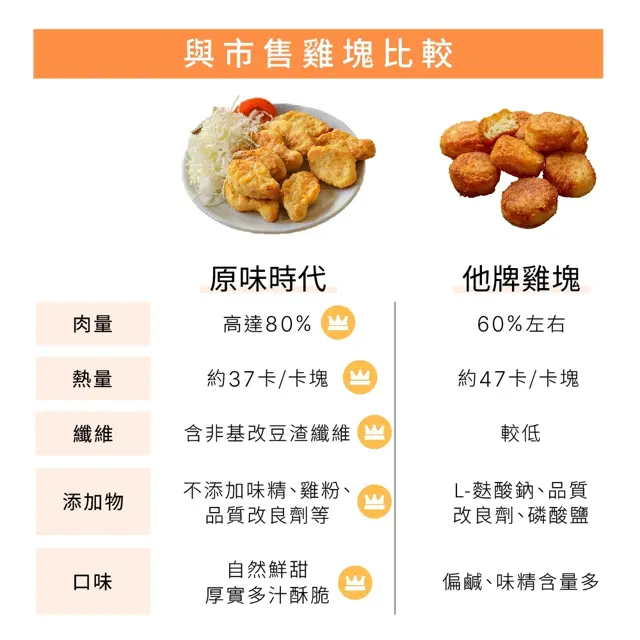 與市售雞塊比較
原味時代
他牌雞塊
肉量
高達80%
60%左右
熱量
約37卡/卡塊
約47卡/卡塊
纖維
含非基改豆渣纖維
較低
添加物
不添加味精、雞粉、
品質改良劑等
L-麩酸鈉、品質
改良劑、磷酸鹽
口味
自然鮮甜
厚實多汁酥脆
偏鹹、味精含量多